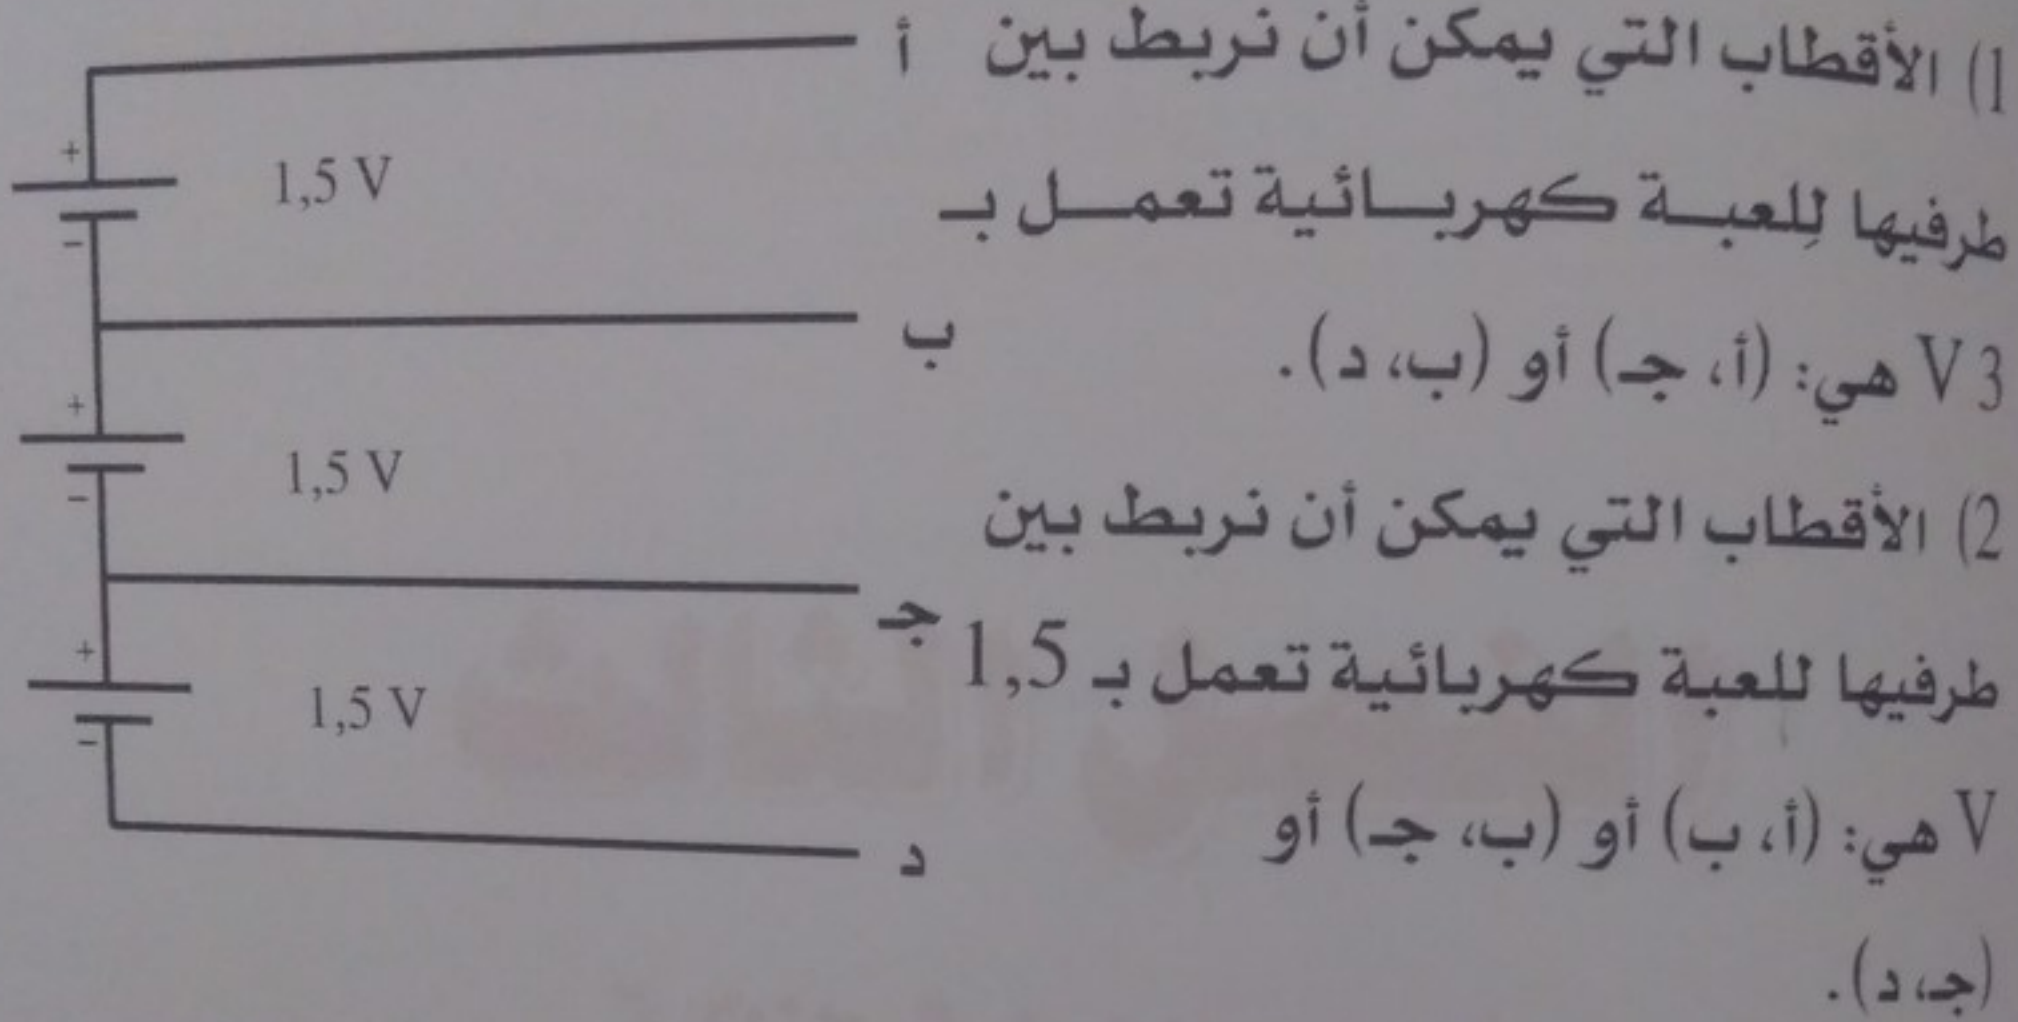 1) الأقطاب التي يمكن أن نربط بين
طرفيها لِلعبة كهربائية تعمل بـ
3 V هي: (أ، جـ) أو (ب، د).
2) الأقطاب التي يمكن أن نربط بين
طرفيها للعبة كهربائية تعمل بـ 1,5
V هي: (أ، ب) أو (ب، جـ) أو
(جـ، د).
أ
+
1,5 V
−
ب
+
1,5 V
−
جـ
+
1,5 V
−
د